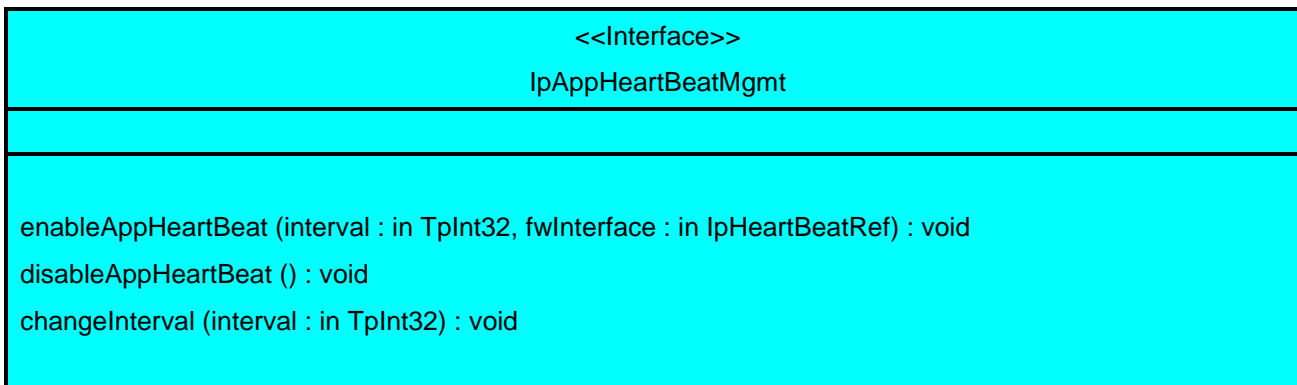 <<Interface>>
IpAppHeartBeatMgmt
enableAppHeartBeat (interval : in TpInt32, fwInterface : in IpHeartBeatRef) : void
disableAppHeartBeat () : void
changeInterval (interval : in TpInt32) : void